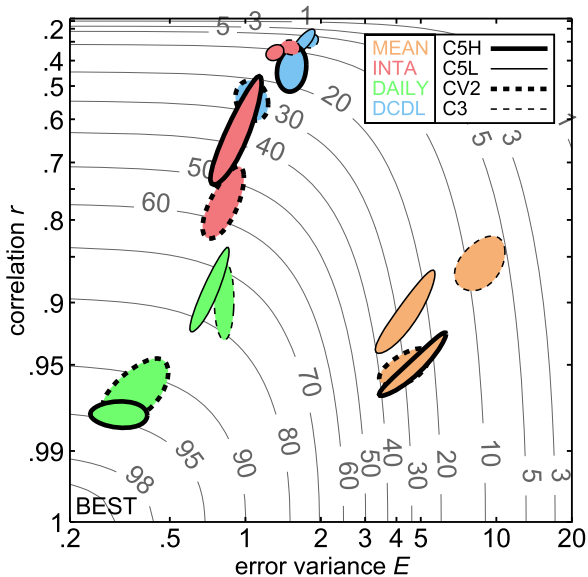 5 3 1
.2
.4
.5
.6
.7
.8
.9
.95
.99
1
correlation r
MEAN
INTA
DAILY
DCDL
C5H
C5L
CV2
C3
20
30
40
50
60
5 3 1
70
80
90
95
98
60 50 40 30 20 10 5 3
BEST
.2 .5 1 2 3 4 5 10 20
error variance E